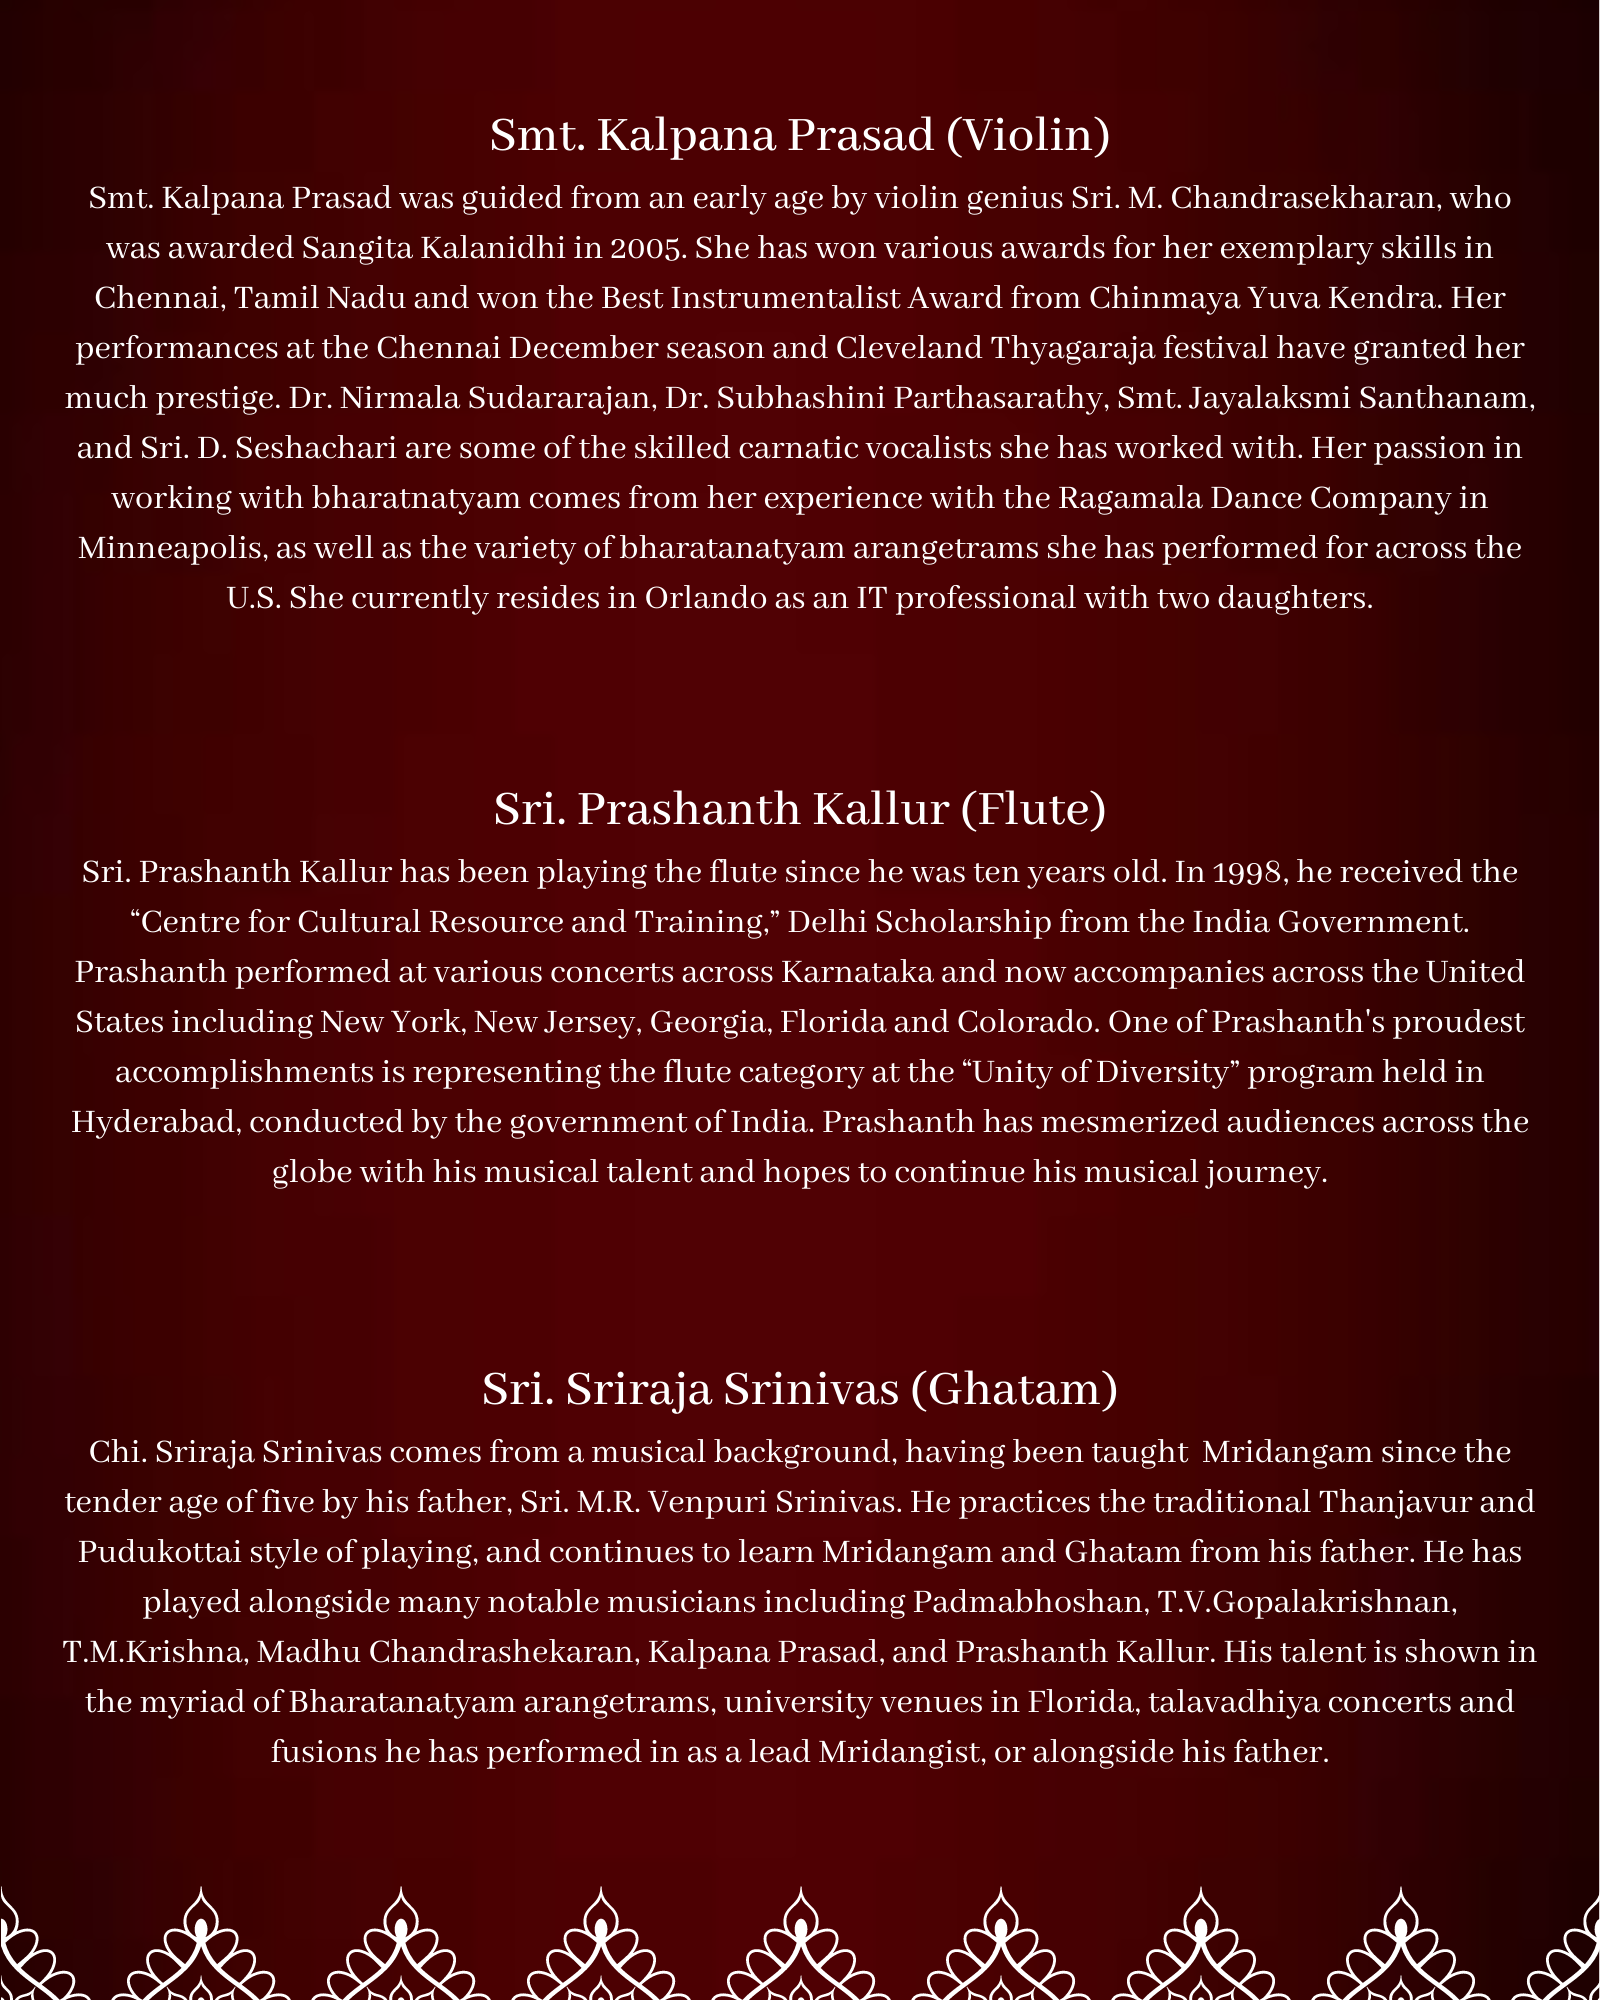 Smt. Kalpana Prasad (Violin)
Smt. Kalpana Prasad was guided from an early age by violin genius Sri. M. Chandrasekharan, who
was awarded Sangita Kalanidhi in 2005. She has won various awards for her exemplary skills in
Chennai, Tamil Nadu and won the Best Instrumentalist Award from Chinmaya Yuva Kendra. Her
performances at the Chennai December season and Cleveland Thyagaraja festival have granted her
much prestige. Dr. Nirmala Sudararajan, Dr. Subhashini Parthasarathy, Smt. Jayalaksmi Santhanam,
and Sri. D. Seshachari are some of the skilled carnatic vocalists she has worked with. Her passion in
working with bharatnatyam comes from her experience with the Ragamala Dance Company in
Minneapolis, as well as the variety of bharatanatyam arangetrams she has performed for across the
U.S. She currently resides in Orlando as an IT professional with two daughters.
Sri. Prashanth Kallur (Flute)
Sri. Prashanth Kallur has been playing the flute since he was ten years old. In 1998, he received the
“Centre for Cultural Resource and Training,” Delhi Scholarship from the India Government.
Prashanth performed at various concerts across Karnataka and now accompanies across the United
States including New York, New Jersey, Georgia, Florida and Colorado. One of Prashanth's proudest
accomplishments is representing the flute category at the “Unity of Diversity” program held in
Hyderabad, conducted by the government of India. Prashanth has mesmerized audiences across the
globe with his musical talent and hopes to continue his musical journey.
Sri. Sriraja Srinivas (Ghatam)
Chi. Sriraja Srinivas comes from a musical background, having been taught  Mridangam since the
tender age of five by his father, Sri. M.R. Venpuri Srinivas. He practices the traditional Thanjavur and
Pudukottai style of playing, and continues to learn Mridangam and Ghatam from his father. He has
played alongside many notable musicians including Padmabhoshan, T.V.Gopalakrishnan,
T.M.Krishna, Madhu Chandrashekaran, Kalpana Prasad, and Prashanth Kallur. His talent is shown in
the myriad of Bharatanatyam arangetrams, university venues in Florida, talavadhiya concerts and
fusions he has performed in as a lead Mridangist, or alongside his father.